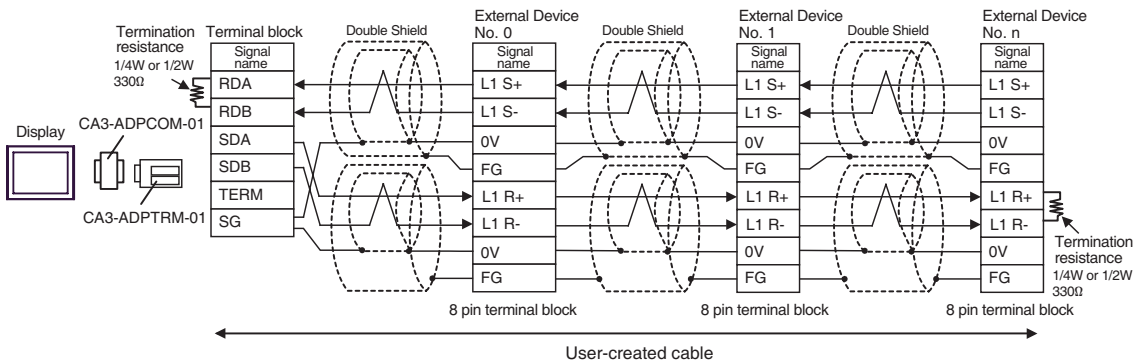 Display
CA3-ADPCOM-01
CA3-ADPTRM-01
Termination
resistance
1/4W or 1/2W
330Ω
Terminal block
Signal
name
RDA
RDB
SDA
SDB
TERM
SG
Double Shield
External Device
No. 0
Signal
name
L1 S+
L1 S-
0V
FG
L1 R+
L1 R-
0V
FG
8 pin terminal block
Double Shield
External Device
No. 1
Signal
name
L1 S+
L1 S-
0V
FG
L1 R+
L1 R-
0V
FG
8 pin terminal block
Double Shield
External Device
No. n
Signal
name
L1 S+
L1 S-
0V
FG
L1 R+
L1 R-
0V
FG
8 pin terminal block
Termination
resistance
1/4W or 1/2W
330Ω
User-created cable